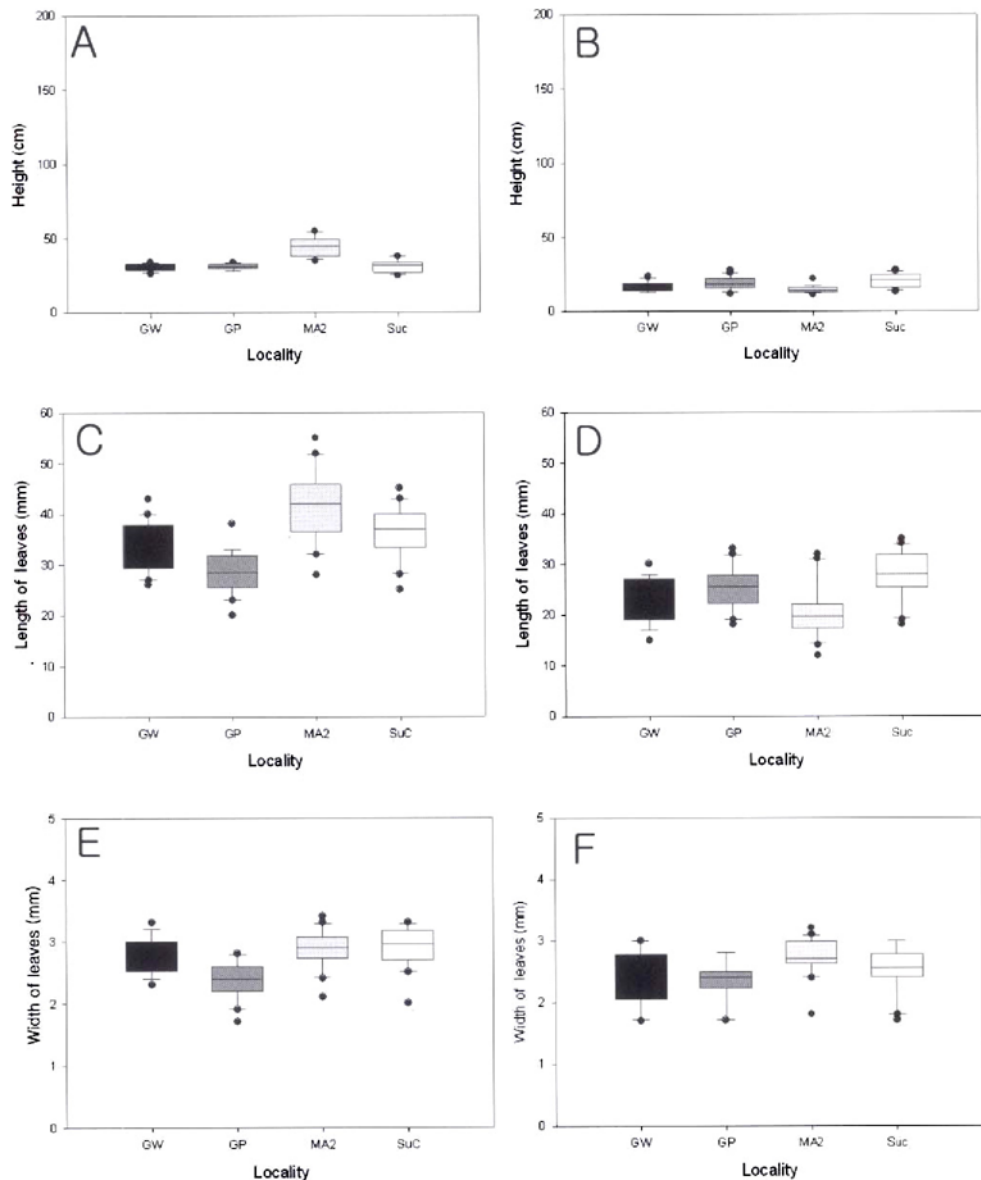 A
200
150
100
50
0
Height (cm)
GW GP MA2 Suc
Locality
B
200
150
100
50
0
Height (cm)
GW GP MA2 Suc
Locality
C
60
50
40
30
20
10
0
Length of leaves (mm)
GW GP MA2 SuC
Locality
D
60
50
40
30
20
10
0
Length of leaves (mm)
GW GP MA2 Suc
Locality
E
5
4
3
2
1
0
Width of leaves (mm)
GW GP MA2 SuC
Locality
F
5
4
3
2
1
0
Width of leaves (mm)
GW GP MA2 Suc
Locality